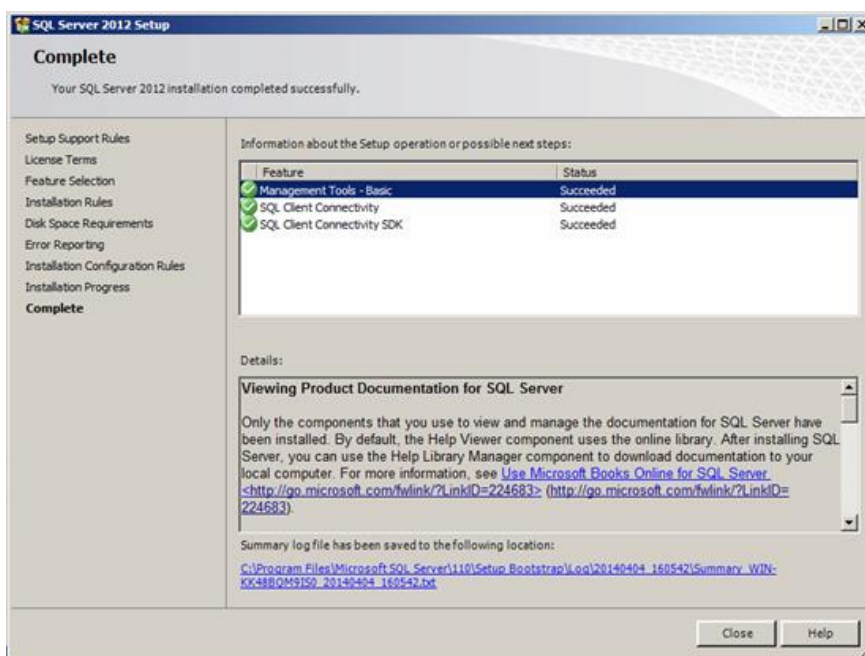 SQL Server 2012 Setup
Complete
Your SQL Server 2012 installation completed successfully.
Setup Support Rules
License Terms
Feature Selection
Installation Rules
Disk Space Requirements
Error Reporting
Installation Configuration Rules
Installation Progress
Complete
Information about the Setup operation or possible next steps:
Feature Status
Management Tools - Basic Succeeded
SQL Client Connectivity Succeeded
SQL Client Connectivity SDK Succeeded
Details:
Viewing Product Documentation for SQL Server
Only the components that you use to view and manage the documentation for SQL Server have
been installed. By default, the Help Viewer component uses the online library. After installing SQL
Server, you can use the Help Library Manager component to download documentation to your
local computer. For more information, see Use Microsoft Books Online for SQL Server
<http://go.microsoft.com/fwlink/?LinkID=224683> (http://go.microsoft.com/fwlink/?LinkID=
224683).
Summary log file has been saved to the following location:
C:\Program Files\Microsoft SQL Server\110\Setup Bootstrap\Log\20140404_160542\Summary_WIN-
KK48BQM9IS0_20140404_160542.txt
Close Help